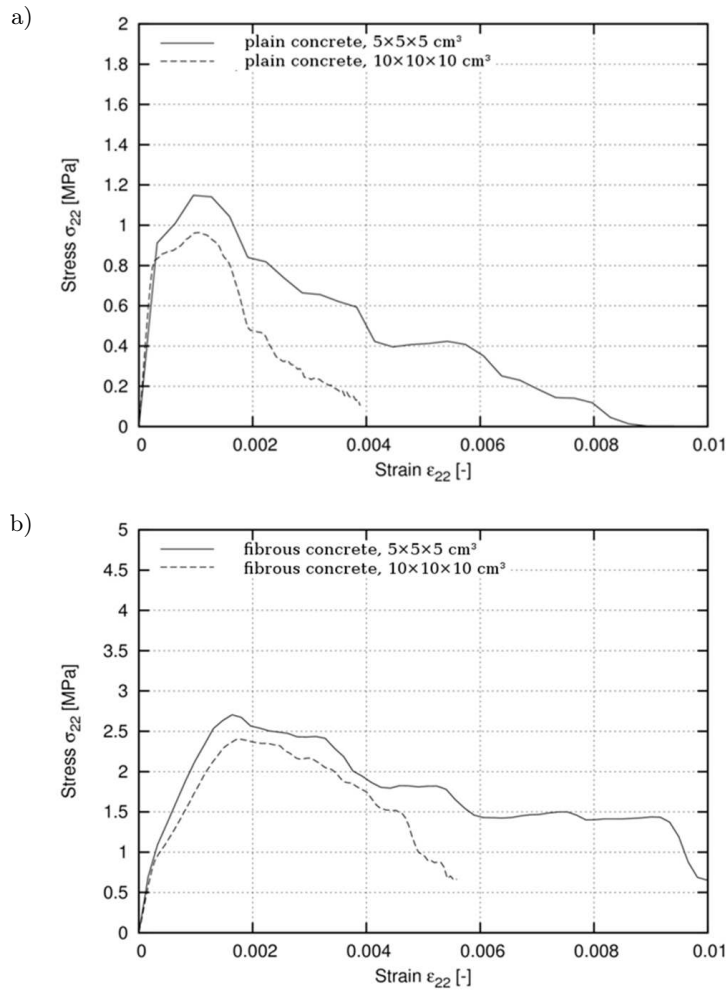 a)
2
plain concrete, 5×5×5 cm³
1.8
plain concrete, 10×10×10 cm³
1.6
1.4
1.2
1
0.8
0.6
0.4
0.2
0
Stress σ22 [MPa]
0 0.002 0.004 0.006 0.008 0.01
Strain ε22 [-]
b)
5
fibrous concrete, 5×5×5 cm³
4.5
fibrous concrete, 10×10×10 cm³
4
3.5
3
2.5
2
1.5
1
0.5
0
Stress σ22 [MPa]
0 0.002 0.004 0.006 0.008 0.01
Strain ε22 [-]